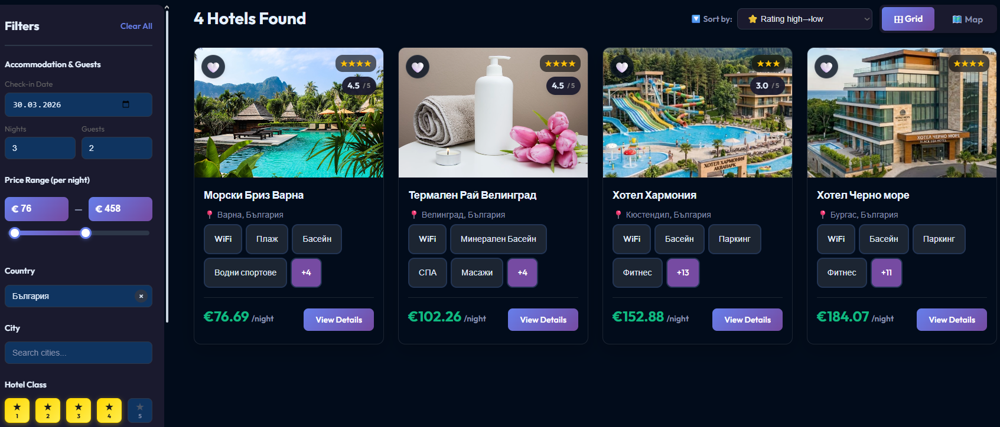 Filters
Clear All
Accommodation & Guests
Check-in Date
30.03.2026
Nights
Guests
3
2
Price Range (per night)
€ 76 — € 458
Country
България
×
City
Search cities...
Hotel Class
★ ★ ★ ★ ★
1 2 3 4 5
4 Hotels Found
Sort by:
⭐ Rating high→low
Grid
Map
★★★★
4.5 / 5
Морски Бриз Варна
Варна, България
WiFi
Плаж
Басейн
Водни спортове
+4
€76.69 /night
View Details
★★★★
4.5 / 5
Термален Рай Велинград
Велинград, България
WiFi
Минерален Басейн
СПА
Масажи
+4
€102.26 /night
View Details
★★★
3.0 / 5
ХОТЕЛ ХАРМОНИЯ
АКВАПАРК
Хотел Хармония
Кюстендил, България
WiFi
Басейн
Паркинг
Фитнес
+13
€152.88 /night
View Details
★★★★
ЧЕРНО МОРЕ
ХОТЕЛ ЧЕРНО МОРЕ
BLACK SEA HOTEL
Хотел Черно море
Бургас, България
WiFi
Басейн
Паркинг
Фитнес
+11
€184.07 /night
View Details